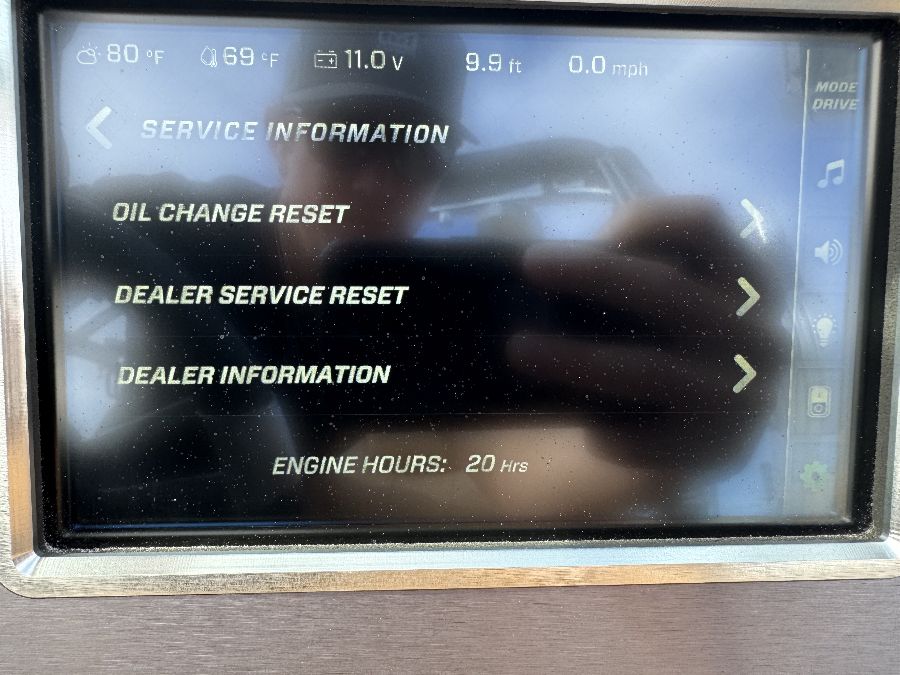 80 °F 69 °F 11.0 V 9.9 ft 0.0 mph
MODE
DRIVE
SERVICE INFORMATION
OIL CHANGE RESET
DEALER SERVICE RESET
DEALER INFORMATION
ENGINE HOURS: 20 Hrs